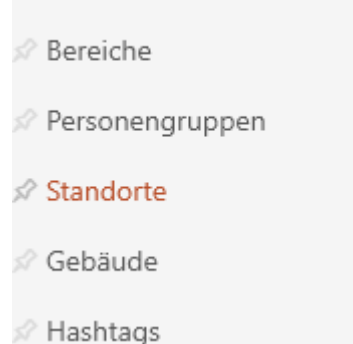 Bereiche
Personengruppen
Standorte
Gebäude
Hashtags